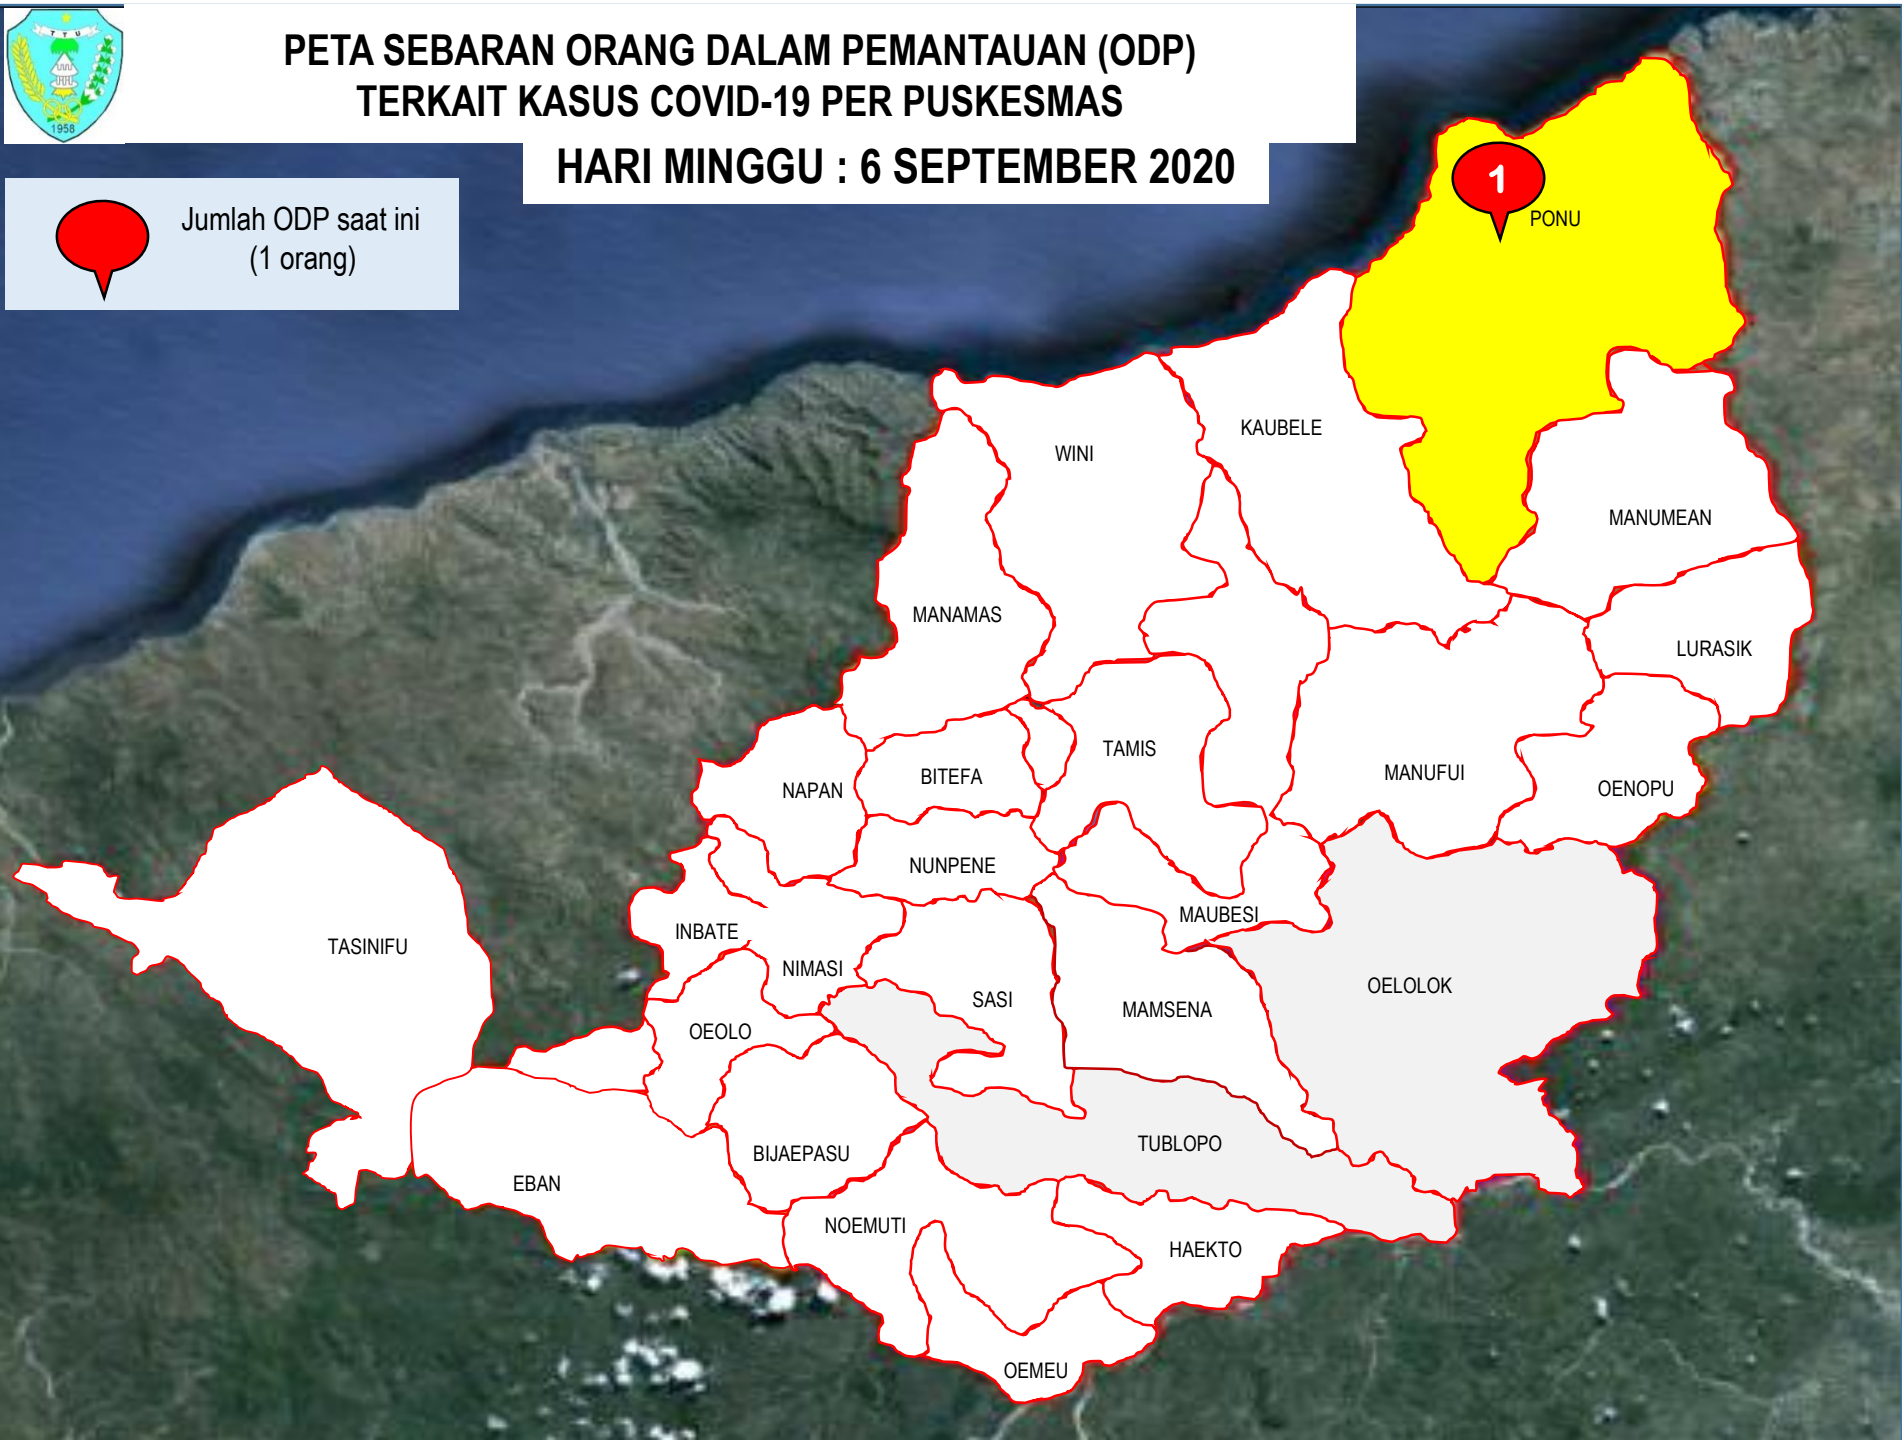 T T U
1958
PETA SEBARAN ORANG DALAM PEMANTAUAN (ODP)
TERKAIT KASUS COVID-19 PER PUSKESMAS
HARI MINGGU : 6 SEPTEMBER 2020
Jumlah ODP saat ini
(1 orang)
1
PONU
KAUBELE
WINI
MANUMEAN
MANAMAS
LURASIK
TAMIS
MANUFUI
BITEFA
NAPAN
OENOPU
NUNPENE
MAUBESI
INBATE
TASINIFU
NIMASI
OELOLOK
SASI
MAMSENA
OEOLO
TUBLOPO
BIJAEPASU
EBAN
NOEMUTI
HAEKTO
OEMEU